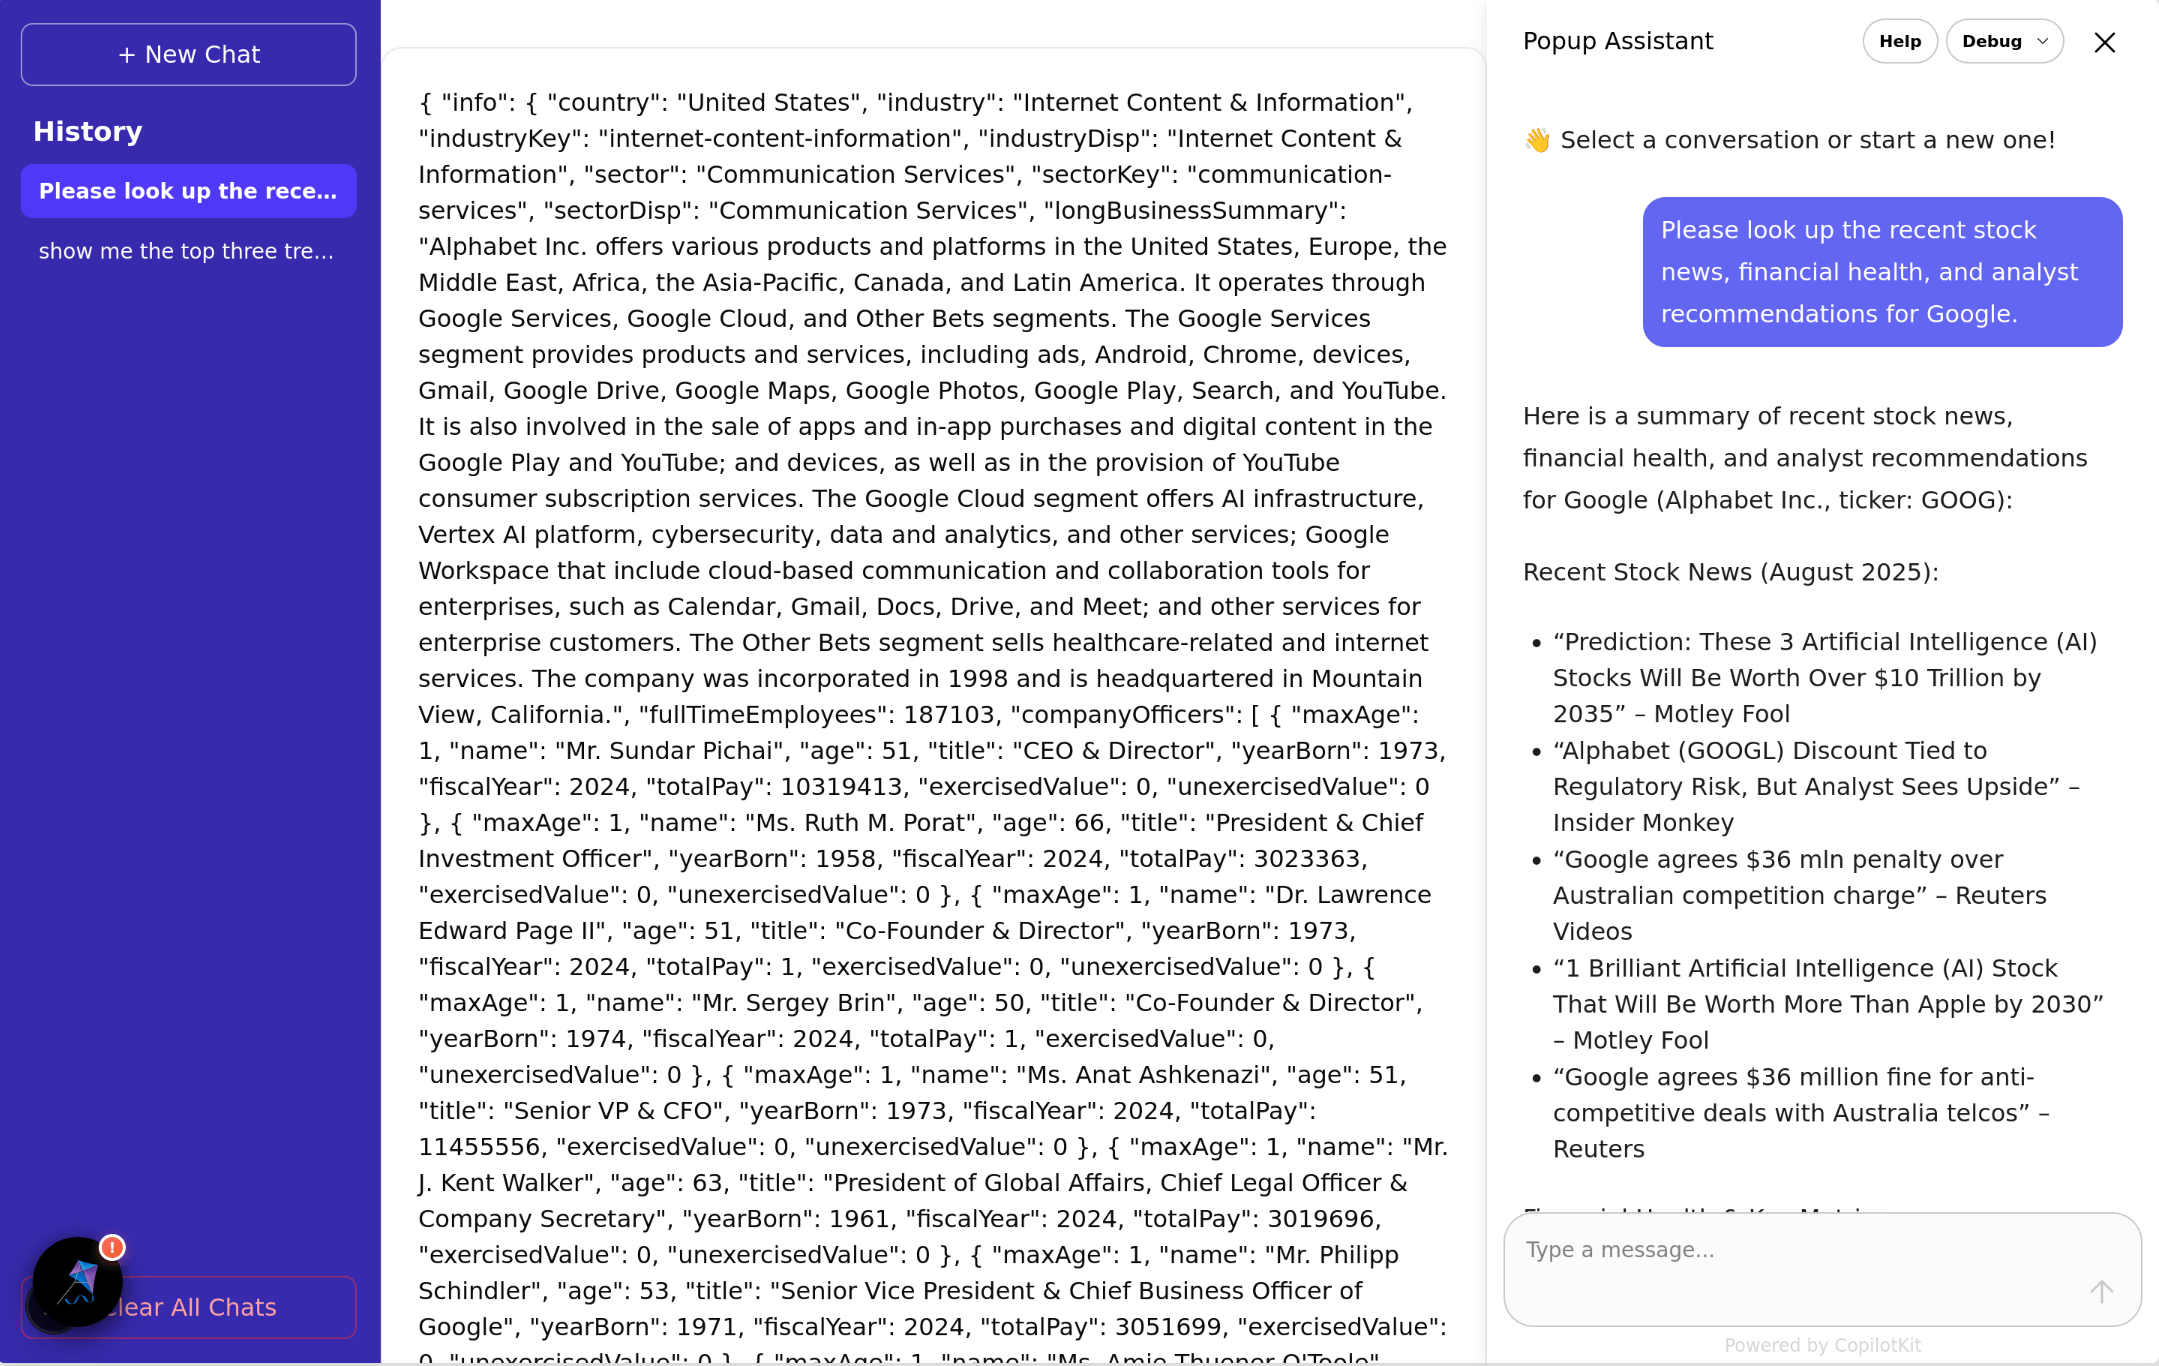 + New Chat
History
Please look up the rece...
show me the top three tre...
!
Clear All Chats
{ "info": { "country": "United States", "industry": "Internet Content & Information",
"industryKey": "internet-content-information", "industryDisp": "Internet Content &
Information", "sector": "Communication Services", "sectorKey": "communication-
services", "sectorDisp": "Communication Services", "longBusinessSummary":
"Alphabet Inc. offers various products and platforms in the United States, Europe, the
Middle East, Africa, the Asia-Pacific, Canada, and Latin America. It operates through
Google Services, Google Cloud, and Other Bets segments. The Google Services
segment provides products and services, including ads, Android, Chrome, devices,
Gmail, Google Drive, Google Maps, Google Photos, Google Play, Search, and YouTube.
It is also involved in the sale of apps and in-app purchases and digital content in the
Google Play and YouTube; and devices, as well as in the provision of YouTube
consumer subscription services. The Google Cloud segment offers AI infrastructure,
Vertex AI platform, cybersecurity, data and analytics, and other services; Google
Workspace that include cloud-based communication and collaboration tools for
enterprises, such as Calendar, Gmail, Docs, Drive, and Meet; and other services for
enterprise customers. The Other Bets segment sells healthcare-related and internet
services. The company was incorporated in 1998 and is headquartered in Mountain
View, California.", "fullTimeEmployees": 187103, "companyOfficers": [ { "maxAge":
1, "name": "Mr. Sundar Pichai", "age": 51, "title": "CEO & Director", "yearBorn": 1973,
"fiscalYear": 2024, "totalPay": 10319413, "exercisedValue": 0, "unexercisedValue": 0
}, { "maxAge": 1, "name": "Ms. Ruth M. Porat", "age": 66, "title": "President & Chief
Investment Officer", "yearBorn": 1958, "fiscalYear": 2024, "totalPay": 3023363,
"exercisedValue": 0, "unexercisedValue": 0 }, { "maxAge": 1, "name": "Dr. Lawrence
Edward Page II", "age": 51, "title": "Co-Founder & Director", "yearBorn": 1973,
"fiscalYear": 2024, "totalPay": 1, "exercisedValue": 0, "unexercisedValue": 0 }, {
"maxAge": 1, "name": "Mr. Sergey Brin", "age": 50, "title": "Co-Founder & Director",
"yearBorn": 1974, "fiscalYear": 2024, "totalPay": 1, "exercisedValue": 0,
"unexercisedValue": 0 }, { "maxAge": 1, "name": "Ms. Anat Ashkenazi", "age": 51,
"title": "Senior VP & CFO", "yearBorn": 1973, "fiscalYear": 2024, "totalPay":
11455556, "exercisedValue": 0, "unexercisedValue": 0 }, { "maxAge": 1, "name": "Mr.
J. Kent Walker", "age": 63, "title": "President of Global Affairs, Chief Legal Officer &
Company Secretary", "yearBorn": 1961, "fiscalYear": 2024, "totalPay": 3019696,
"exercisedValue": 0, "unexercisedValue": 0 }, { "maxAge": 1, "name": "Mr. Philipp
Schindler", "age": 53, "title": "Senior Vice President & Chief Business Officer of
Google", "yearBorn": 1971, "fiscalYear": 2024, "totalPay": 3051699, "exercisedValue":
0, "unexercisedValue": 0 }, { "maxAge": 1, "name": "Ms. Amie Thuener O'Toole",
Popup Assistant
Help
Debug
👋 Select a conversation or start a new one!
Please look up the recent stock
news, financial health, and analyst
recommendations for Google.
Here is a summary of recent stock news,
financial health, and analyst recommendations
for Google (Alphabet Inc., ticker: GOOG):
Recent Stock News (August 2025):
• “Prediction: These 3 Artificial Intelligence (AI)
Stocks Will Be Worth Over $10 Trillion by
2035” – Motley Fool
• “Alphabet (GOOGL) Discount Tied to
Regulatory Risk, But Analyst Sees Upside” –
Insider Monkey
• “Google agrees $36 mln penalty over
Australian competition charge” – Reuters
Videos
• “1 Brilliant Artificial Intelligence (AI) Stock
That Will Be Worth More Than Apple by 2030”
– Motley Fool
• “Google agrees $36 million fine for anti-
competitive deals with Australia telcos” –
Reuters
Financial Health & Key Metrics
Type a message...
Powered by CopilotKit